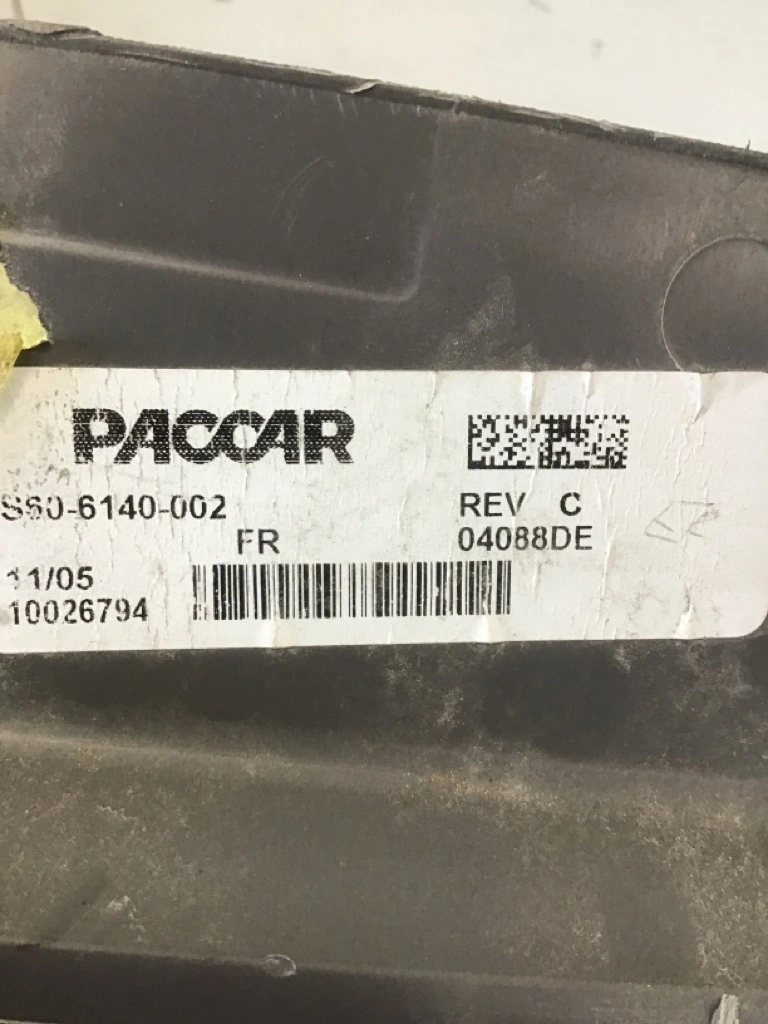 PACCAR
S60-6140-002 REV C
FR 04088DE
11/05
10026794